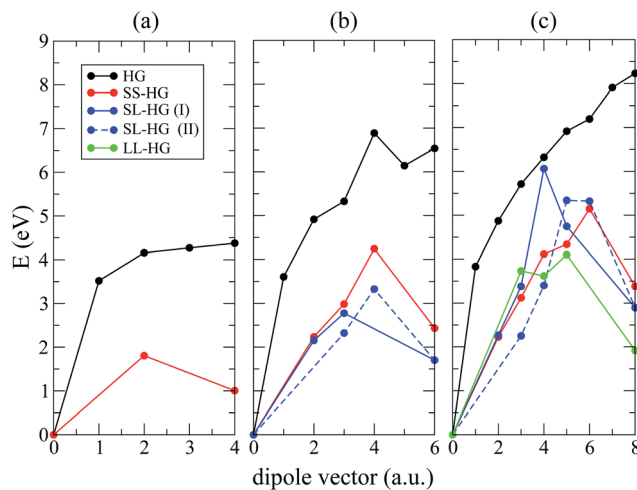 (a) (b) (c)
9
8
7
6
5
4
3
2
1
0
E (eV)
HG
SS-HG
SL-HG (I)
SL-HG (II)
LL-HG
0 1 2 3 4 0 2 4 6 0 2 4 6 8
dipole vector (a.u.)